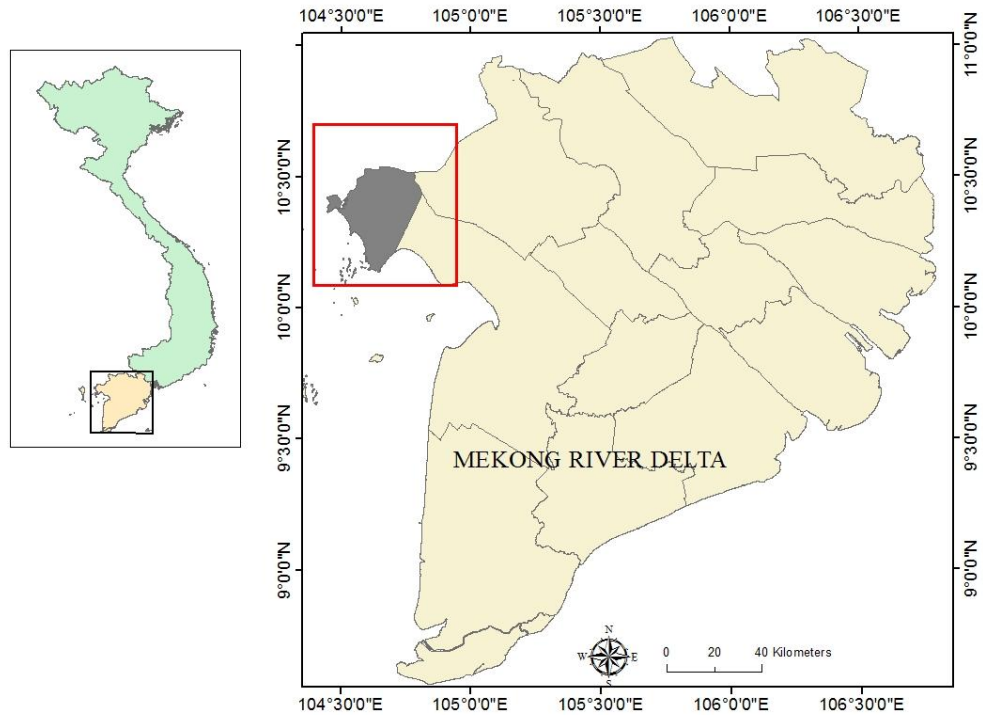 104°30'0"E 105°0'0"E 105°30'0"E 106°0'0"E 106°30'0"E
11°0'0"N
10°30'0"N 10°30'0"N
10°0'0"N 10°0'0"N
9°30'0"N 9°30'0"N
MEKONG RIVER DELTA
9°0'0"N 9°0'0"N
N
W E
S
0 20 40 Kilometers
104°30'0"E 105°0'0"E 105°30'0"E 106°0'0"E 106°30'0"E